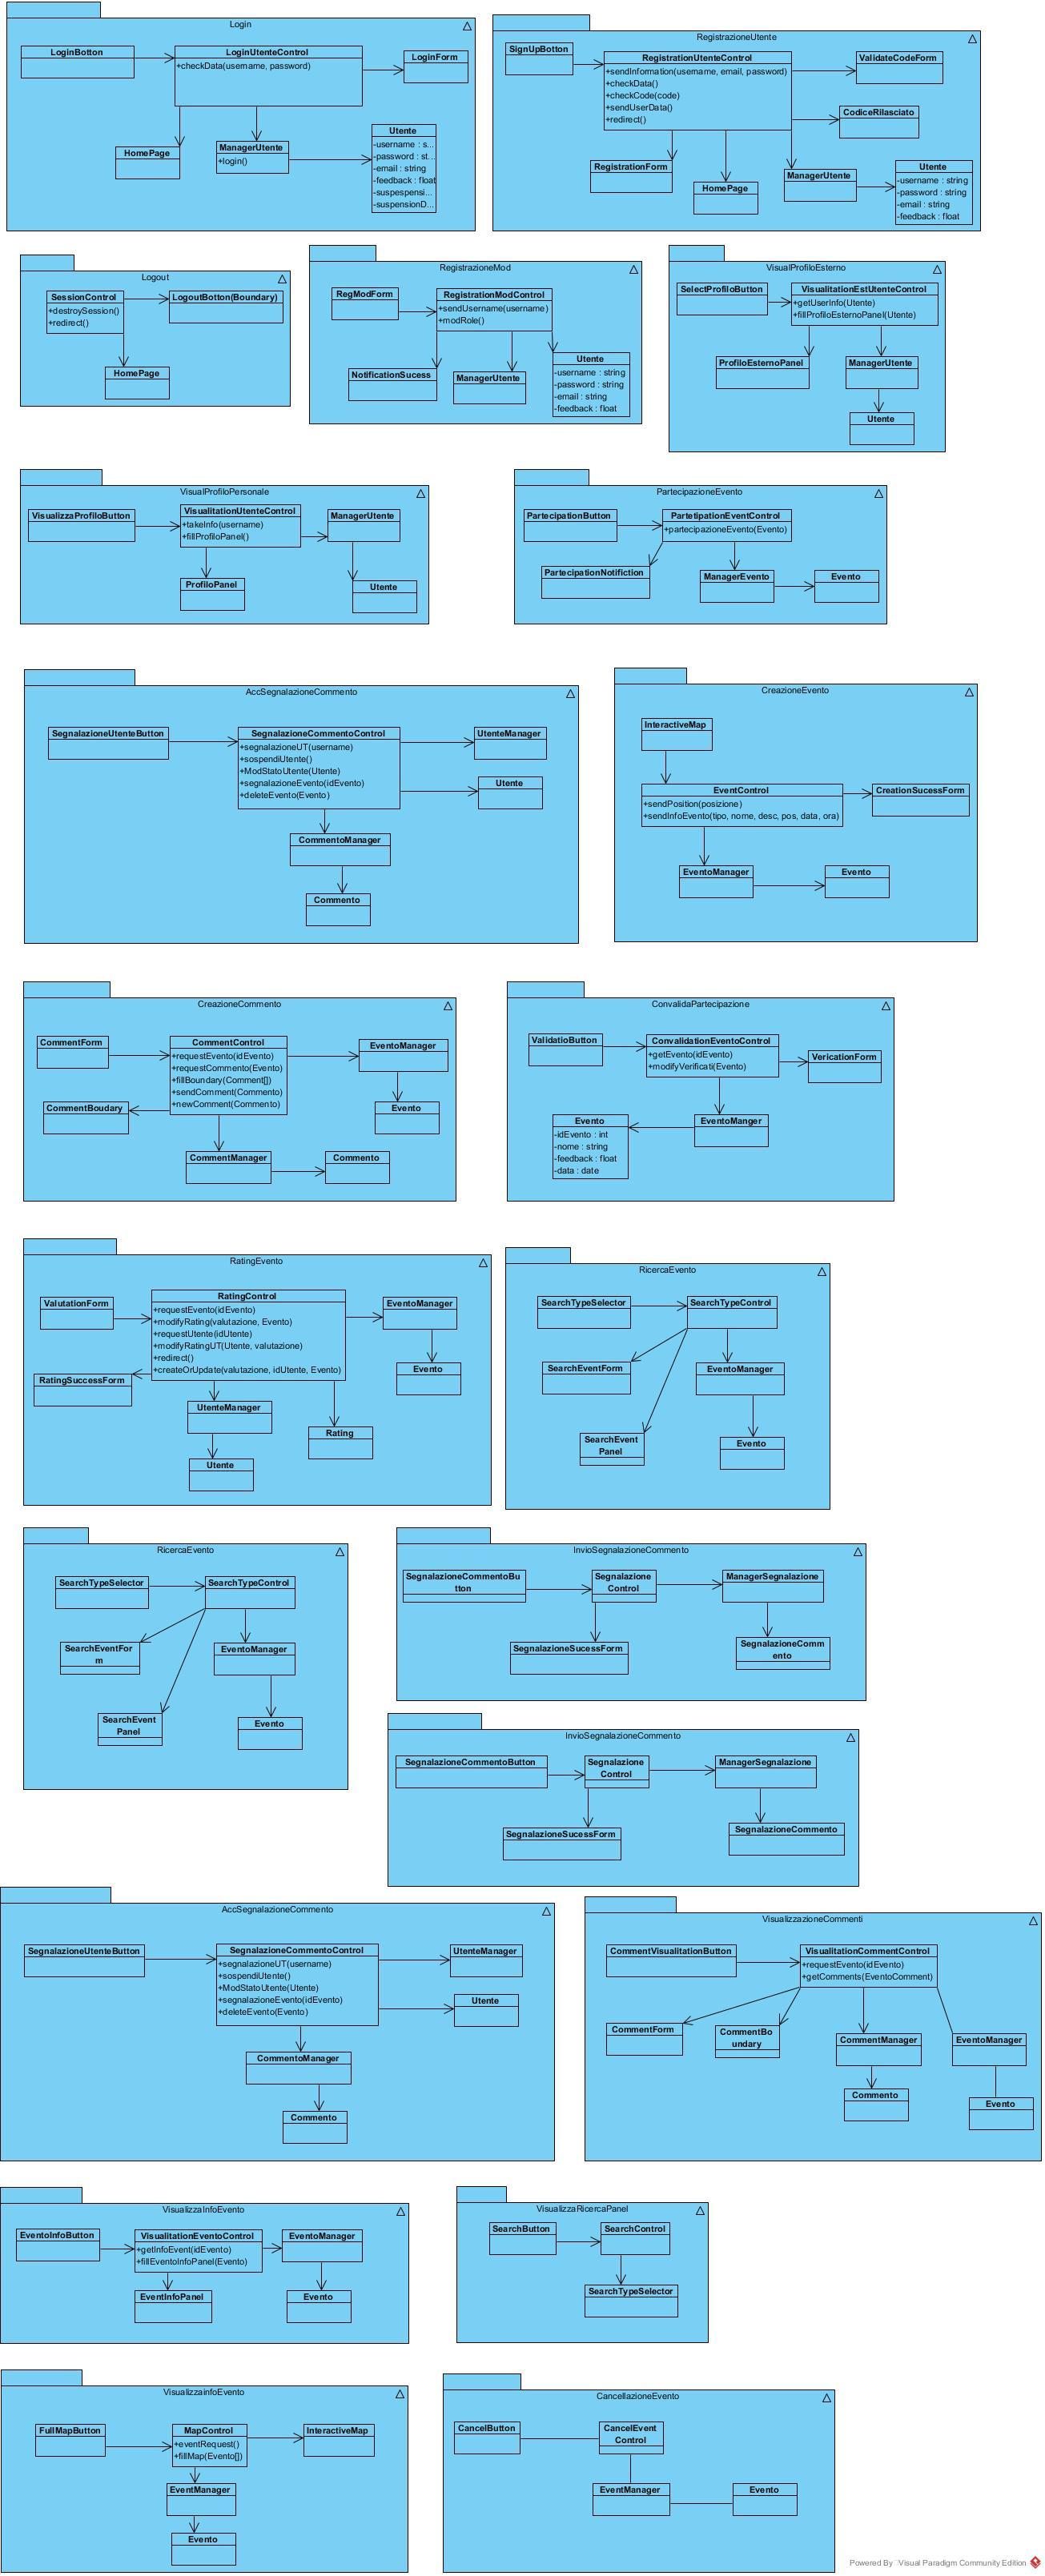 Login
LoginBotton
LoginUtenteControl
+checkData(username, password)
LoginForm
HomePage
ManagerUtente
+login()
Utente
-username : s...
-password : st...
-email : string
-feedback : float
-suspespensi...
-suspensionD...
RegistrazioneUtente
SignUpBotton
RegistrationUtenteControl
+sendInformation(username, email, password)
+checkData()
+checkCode(code)
+sendUserData()
+redirect()
ValidateCodeForm
CodiceRilasciato
RegistrationForm
HomePage
ManagerUtente
Utente
-username : string
-password : string
-email : string
-feedback : float
Logout
SessionControl
+destroySession()
+redirect()
LogoutBotton(Boundary)
HomePage
RegistrazioneMod
RegModForm
RegistrationModControl
+sendUsername(username)
+modRole()
NotificationSucess
ManagerUtente
Utente
-username : string
-password : string
-email : string
-feedback : float
VisualProfiloEsterno
SelectProfiloButton
VisualitationEstUtenteControl
+getUserInfo(Utente)
+fillProfiloEsternoPanel(Utente)
ProfiloEsternoPanel
ManagerUtente
Utente
VisualProfiloPersonale
VisualizzaProfiloButton
VisualitationUtenteControl
+takeInfo(username)
+fillProfiloPanel()
ManagerUtente
ProfiloPanel
Utente
PartecipazioneEvento
PartecipationButton
PartetipationEventControl
+partecipazioneEvento(Evento)
PartecipationNotifiction
ManagerEvento
Evento
AccSegnalazioneCommento
SegnalazioneUtenteButton
SegnalazioneCommentoControl
+segnalazioneUT(username)
+sospendiUtente()
+ModStatoUtente(Utente)
+segnalazioneEvento(idEvento)
+deleteEvento(Evento)
UtenteManager
Utente
CommentoManager
Commento
CreazioneEvento
InteractiveMap
EventControl
+sendPosition(posizione)
+sendInfoEvento(tipo, nome, desc, pos, data, ora)
CreationSucessForm
EventoManager
Evento
CreazioneCommento
CommentForm
CommentControl
+requestEvento(idEvento)
+requestCommento(Evento)
+fillBoundary(Comment[])
+sendComment(Commento)
+newComment(Commento)
EventoManager
CommentBoudary
Evento
CommentManager
Commento
ConvalidaPartecipazione
ValidatioButton
ConvalidationEventoControl
+getEvento(idEvento)
+modifyVerificati(Evento)
VericationForm
Evento
-idEvento : int
-nome : string
-feedback : float
-data : date
EventoManger
RatingEvento
ValutationForm
RatingControl
+requestEvento(idEvento)
+modifyRating(valutazione, Evento)
+requestUtente(idUtente)
+modifyRatingUT(Utente, valutazione)
+redirect()
+createOrUpdate(valutazione, idUtente, Evento)
EventoManager
RatingSuccessForm
Evento
UtenteManager
Rating
Utente
RicercaEvento
SearchTypeSelector
SearchTypeControl
SearchEventForm
EventoManager
SearchEvent
Panel
Evento
RicercaEvento
SearchTypeSelector
SearchTypeControl
SearchEventFor
m
EventoManager
SearchEvent
Panel
Evento
InvioSegnalazioneCommento
SegnalazioneCommentoBu
tton
Segnalazione
Control
ManagerSegnalazione
SegnalazioneSucessForm
SegnalazioneComm
ento
InvioSegnalazioneCommento
SegnalazioneCommentoButton
Segnalazione
Control
ManagerSegnalazione
SegnalazioneSucessForm
SegnalazioneCommento
AccSegnalazioneCommento
SegnalazioneUtenteButton
SegnalazioneCommentoControl
+segnalazioneUT(username)
+sospendiUtente()
+ModStatoUtente(Utente)
+segnalazioneEvento(idEvento)
+deleteEvento(Evento)
UtenteManager
Utente
CommentoManager
Commento
VisualizzazioneCommenti
CommentVisualitationButton
VisualitationCommentControl
+requestEvento(idEvento)
+getComments(EventoComment)
CommentForm
CommentBo
undary
CommentManager
EventoManager
Commento
Evento
VisualizzaInfoEvento
EventoInfoButton
VisualitationEventoControl
+getInfoEvent(idEvento)
+fillEventoInfoPanel(Evento)
EventoManager
EventInfoPanel
Evento
VisualizzaRicercaPanel
SearchButton
SearchControl
SearchTypeSelector
VisualizzainfoEvento
FullMapButton
MapControl
+eventRequest()
+fillMap(Evento[])
InteractiveMap
EventManager
Evento
CancellazioneEvento
CancelButton
CancelEvent
Control
EventManager
Evento
Powered By Visual Paradigm Community Edition